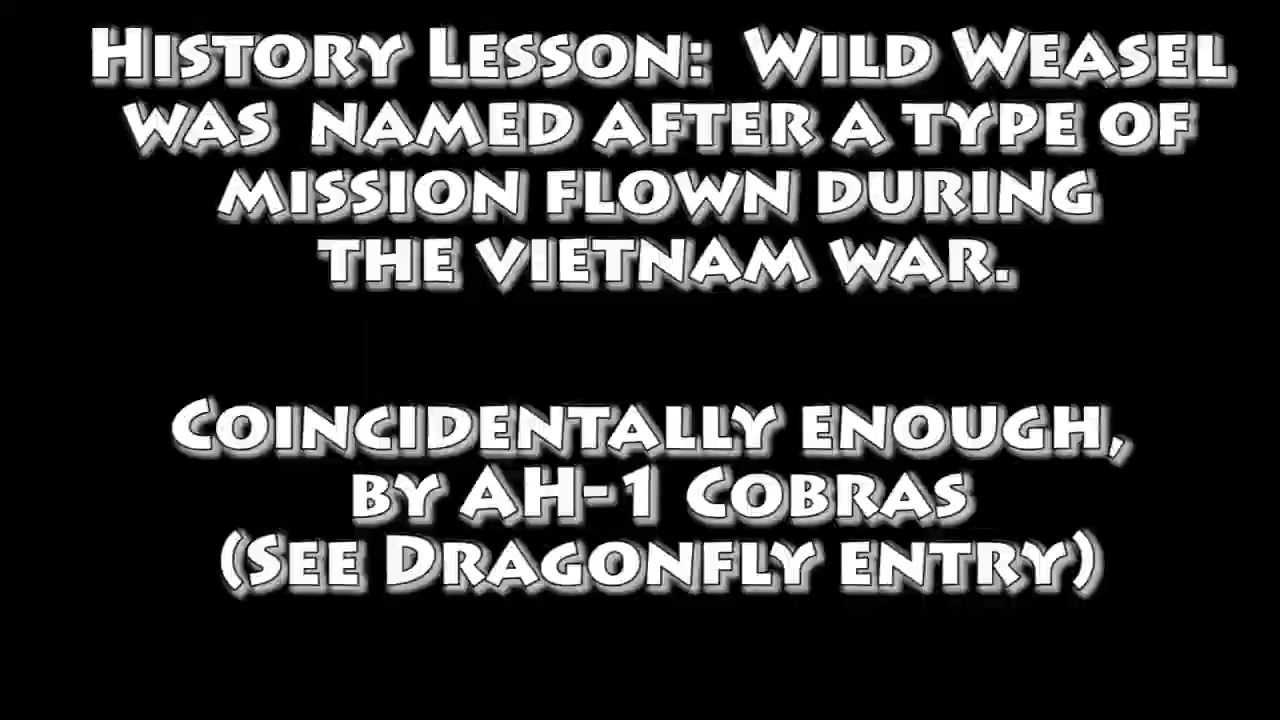 History Lesson: Wild Weasel
was named after a type of
mission flown during
the Vietnam War.
Coincidentally enough,
by AH-1 Cobras
(See Dragonfly entry)